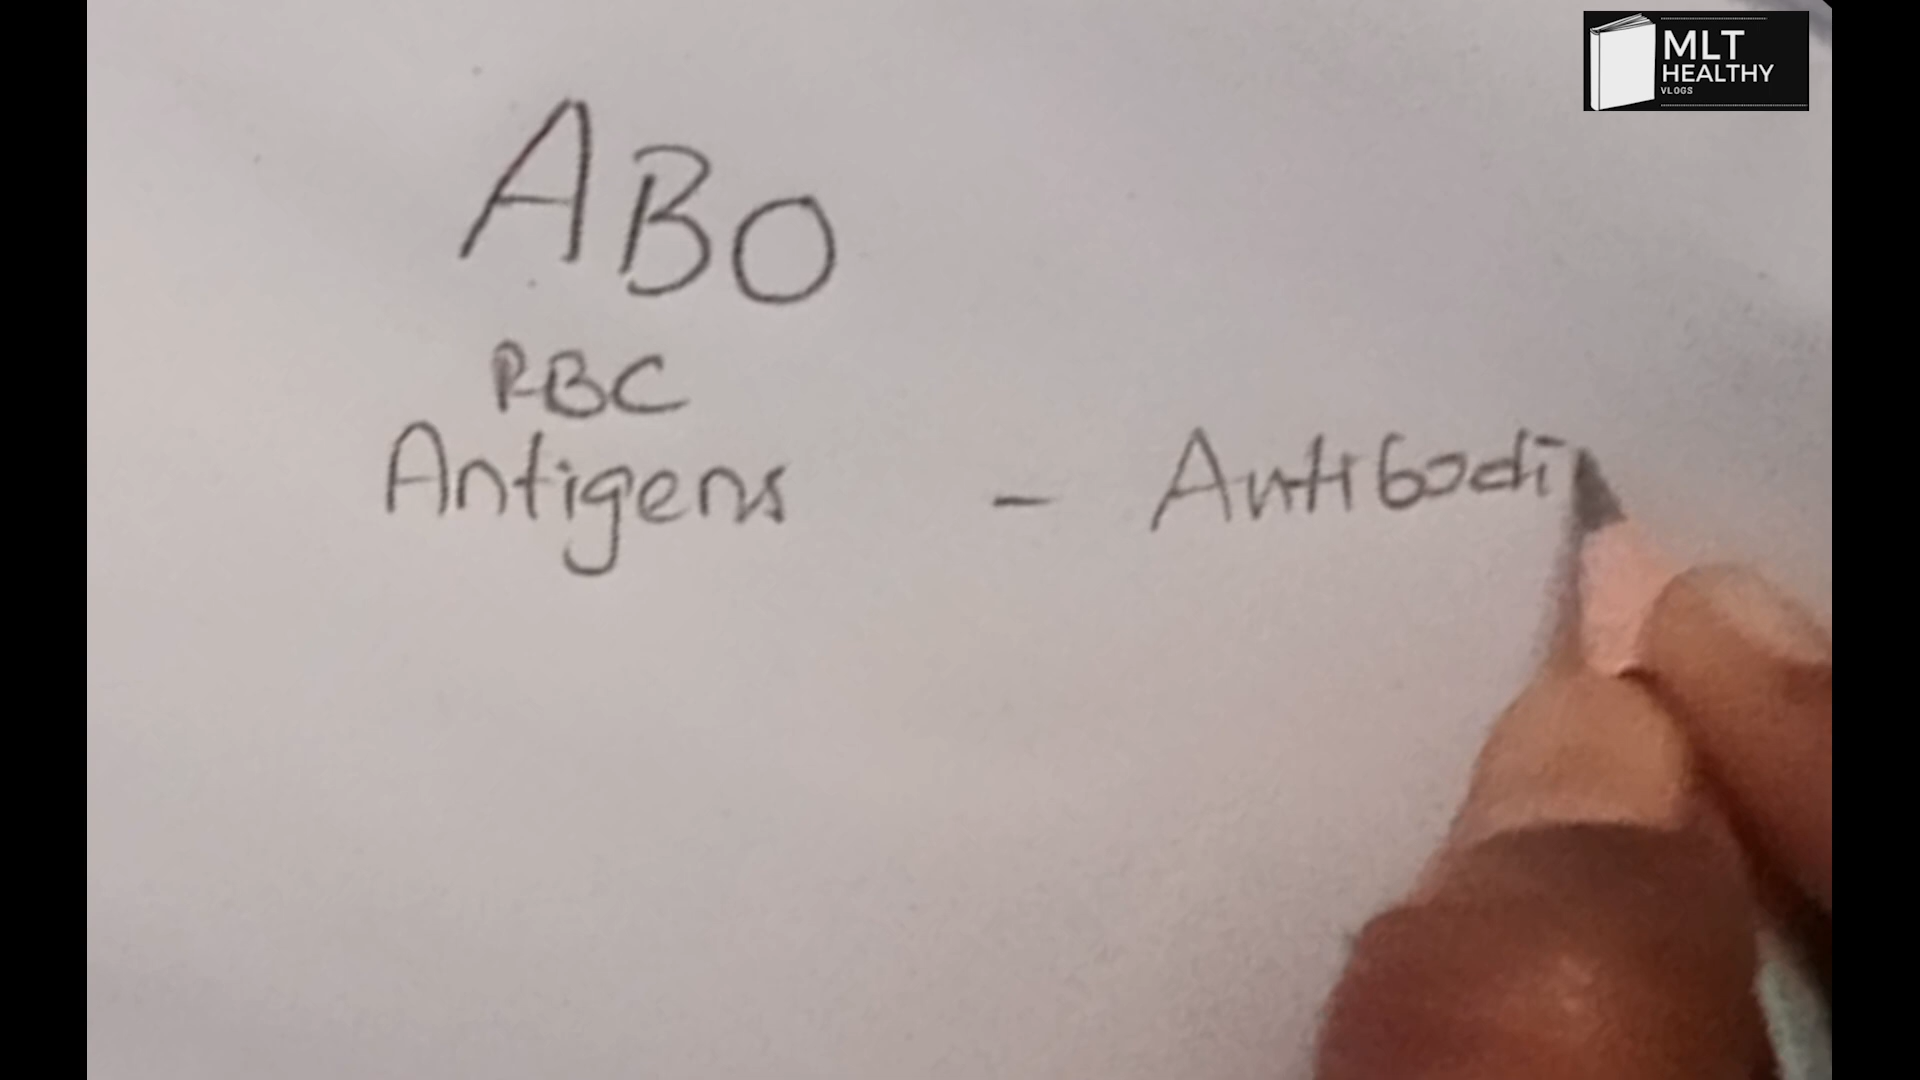 MLT
HEALTHY
VLOGS
ABO
RBC
Antigens - Antibodi